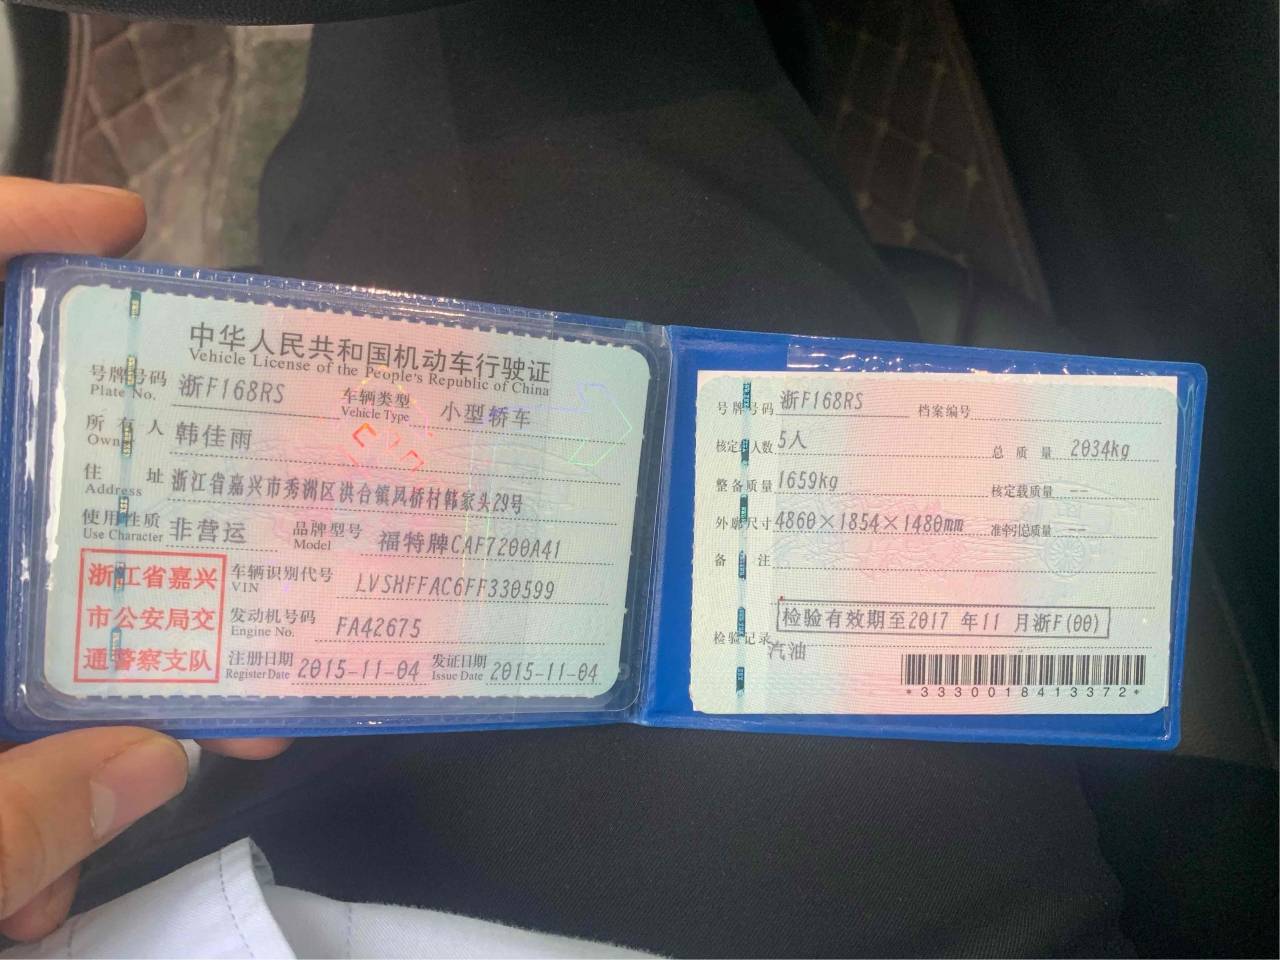 中华人民共和国机动车行驶证
Vehicle License of the People's Republic of China
号牌号码 浙F168RS 车辆类型 小型轿车
Plate No. Vehicle Type
所有人 韩佳雨
Owner
住址 浙江省嘉兴市秀洲区洪合镇凤桥村韩家头29号
Address
使用性质 非营运 品牌型号 福特牌CAF7200A41
Use Character Model
浙江省嘉兴
市公安局交
通警察支队
车辆识别代号 LVSHFFAC6FF330599
VIN
发动机号码 FA42675
Engine No.
注册日期 2015-11-04 发证日期 2015-11-04
Register Date Issue Date
号牌号码 浙F168RS 档案编号
核定载人数 5人 总质量 2034kg
整备质量 1659kg 核定载质量 --
外廓尺寸 4860×1854×1480mm 准牵引总质量 --
备注
检验有效期至2017 年11 月浙F(00)
检验记录
汽油
*3330018413372*